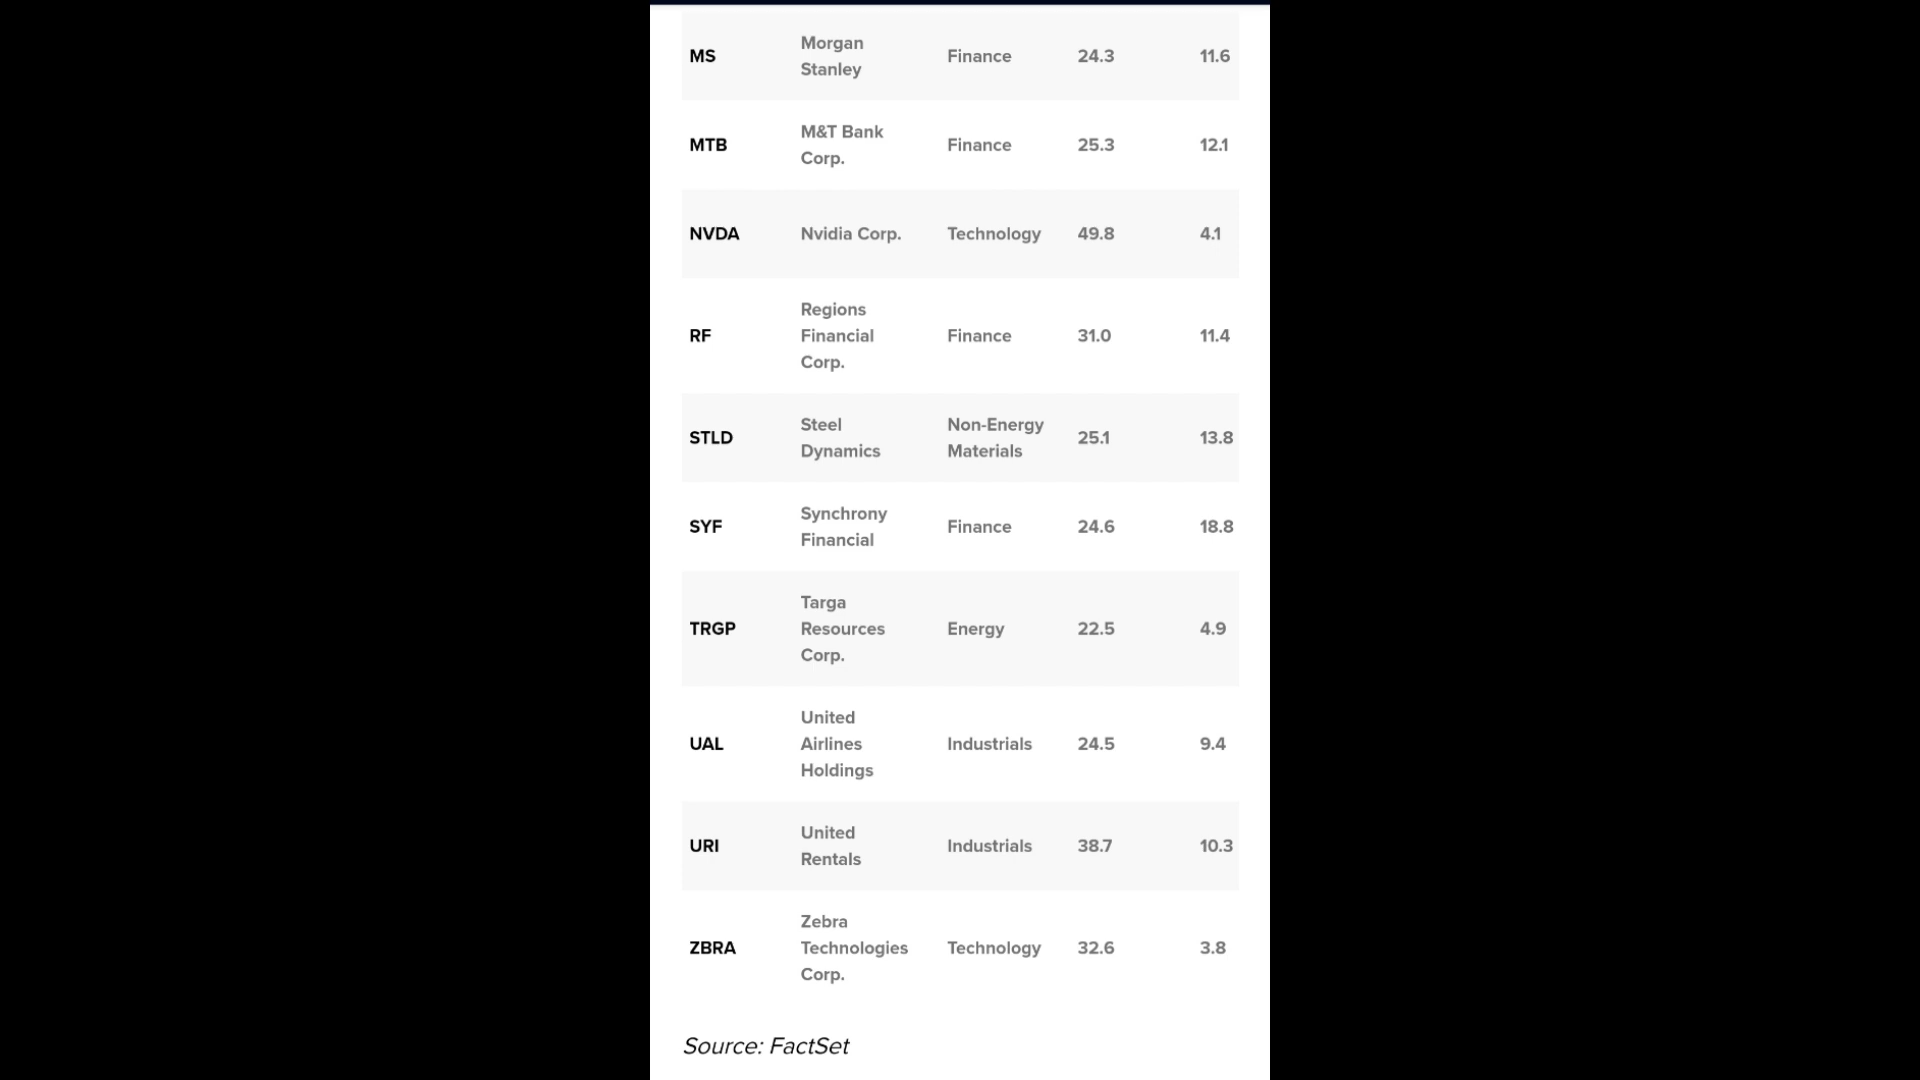 MS Morgan Stanley Finance 24.3 11.6
MTB M&T Bank Corp. Finance 25.3 12.1
NVDA Nvidia Corp. Technology 49.8 4.1
RF Regions Financial Corp. Finance 31.0 11.4
STLD Steel Dynamics Non-Energy Materials 25.1 13.8
SYF Synchrony Financial Finance 24.6 18.8
TRGP Targa Resources Corp. Energy 22.5 4.9
UAL United Airlines Holdings Industrials 24.5 9.4
URI United Rentals Industrials 38.7 10.3
ZBRA Zebra Technologies Corp. Technology 32.6 3.8
Source: FactSet